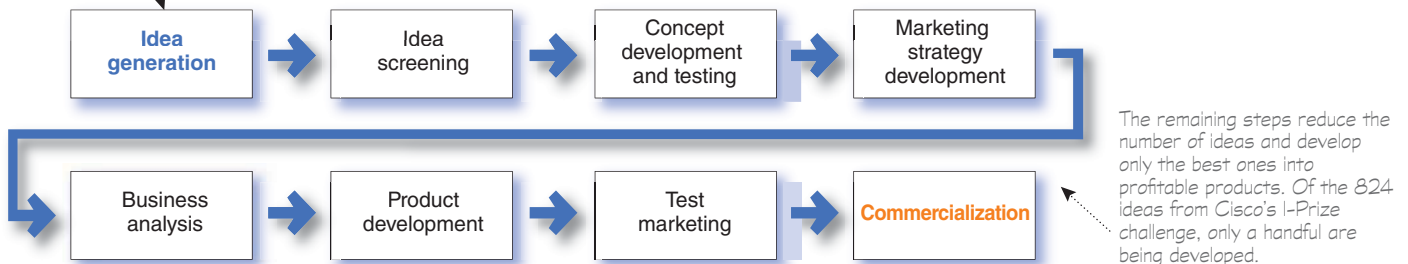 Idea
generation
Idea
screening
Concept
development
and testing
Marketing
strategy
development
Business
analysis
Product
development
Test
marketing
Commercialization
The remaining steps reduce the
number of ideas and develop
only the best ones into
profitable products. Of the 824
ideas from Cisco's I-Prize
challenge, only a handful are
being developed.